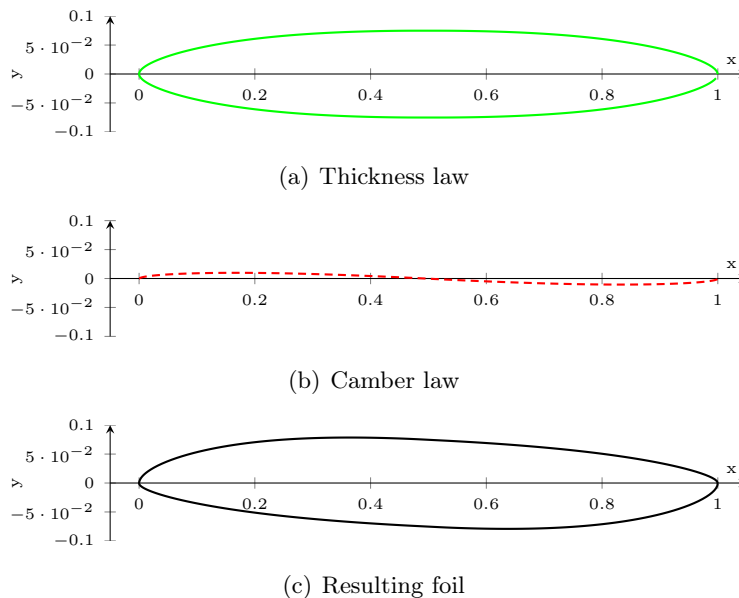 0.1
5 · 10⁻²
0
−5 · 10⁻²
−0.1
y
x
0 0.2 0.4 0.6 0.8 1
(a) Thickness law
0.1
5 · 10⁻²
0
−5 · 10⁻²
−0.1
y
x
0 0.2 0.4 0.6 0.8 1
(b) Camber law
0.1
5 · 10⁻²
0
−5 · 10⁻²
−0.1
y
x
0 0.2 0.4 0.6 0.8 1
(c) Resulting foil